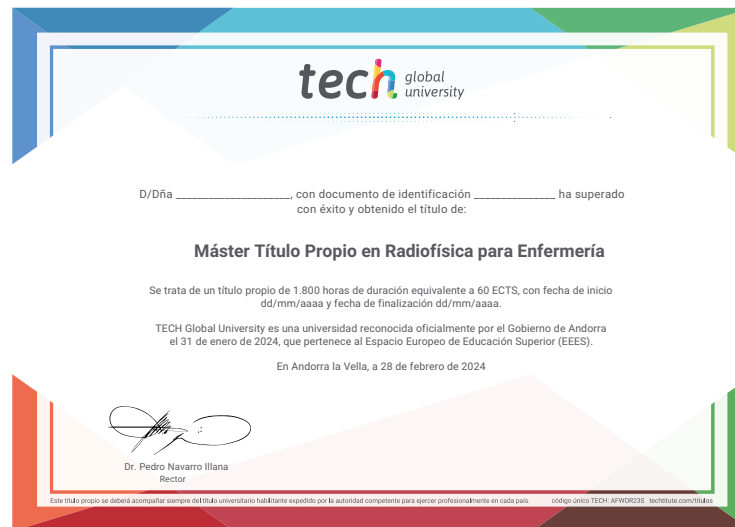 tech global
university
D/Dña ______________________, con documento de identificación _______________ ha superado
con éxito y obtenido el título de:
Máster Título Propio en Radiofísica para Enfermería
Se trata de un título propio de 1.800 horas de duración equivalente a 60 ECTS, con fecha de inicio
dd/mm/aaaa y fecha de finalización dd/mm/aaaa.
TECH Global University es una universidad reconocida oficialmente por el Gobierno de Andorra
el 31 de enero de 2024, que pertenece al Espacio Europeo de Educación Superior (EEES).
En Andorra la Vella, a 28 de febrero de 2024
Dr. Pedro Navarro Illana
Rector
Este título propio se deberá acompañar siempre del título universitario habilitante expedido por la autoridad competente para ejercer profesionalmente en cada país. código único TECH: AFWOR23S techtitute.com/titulos